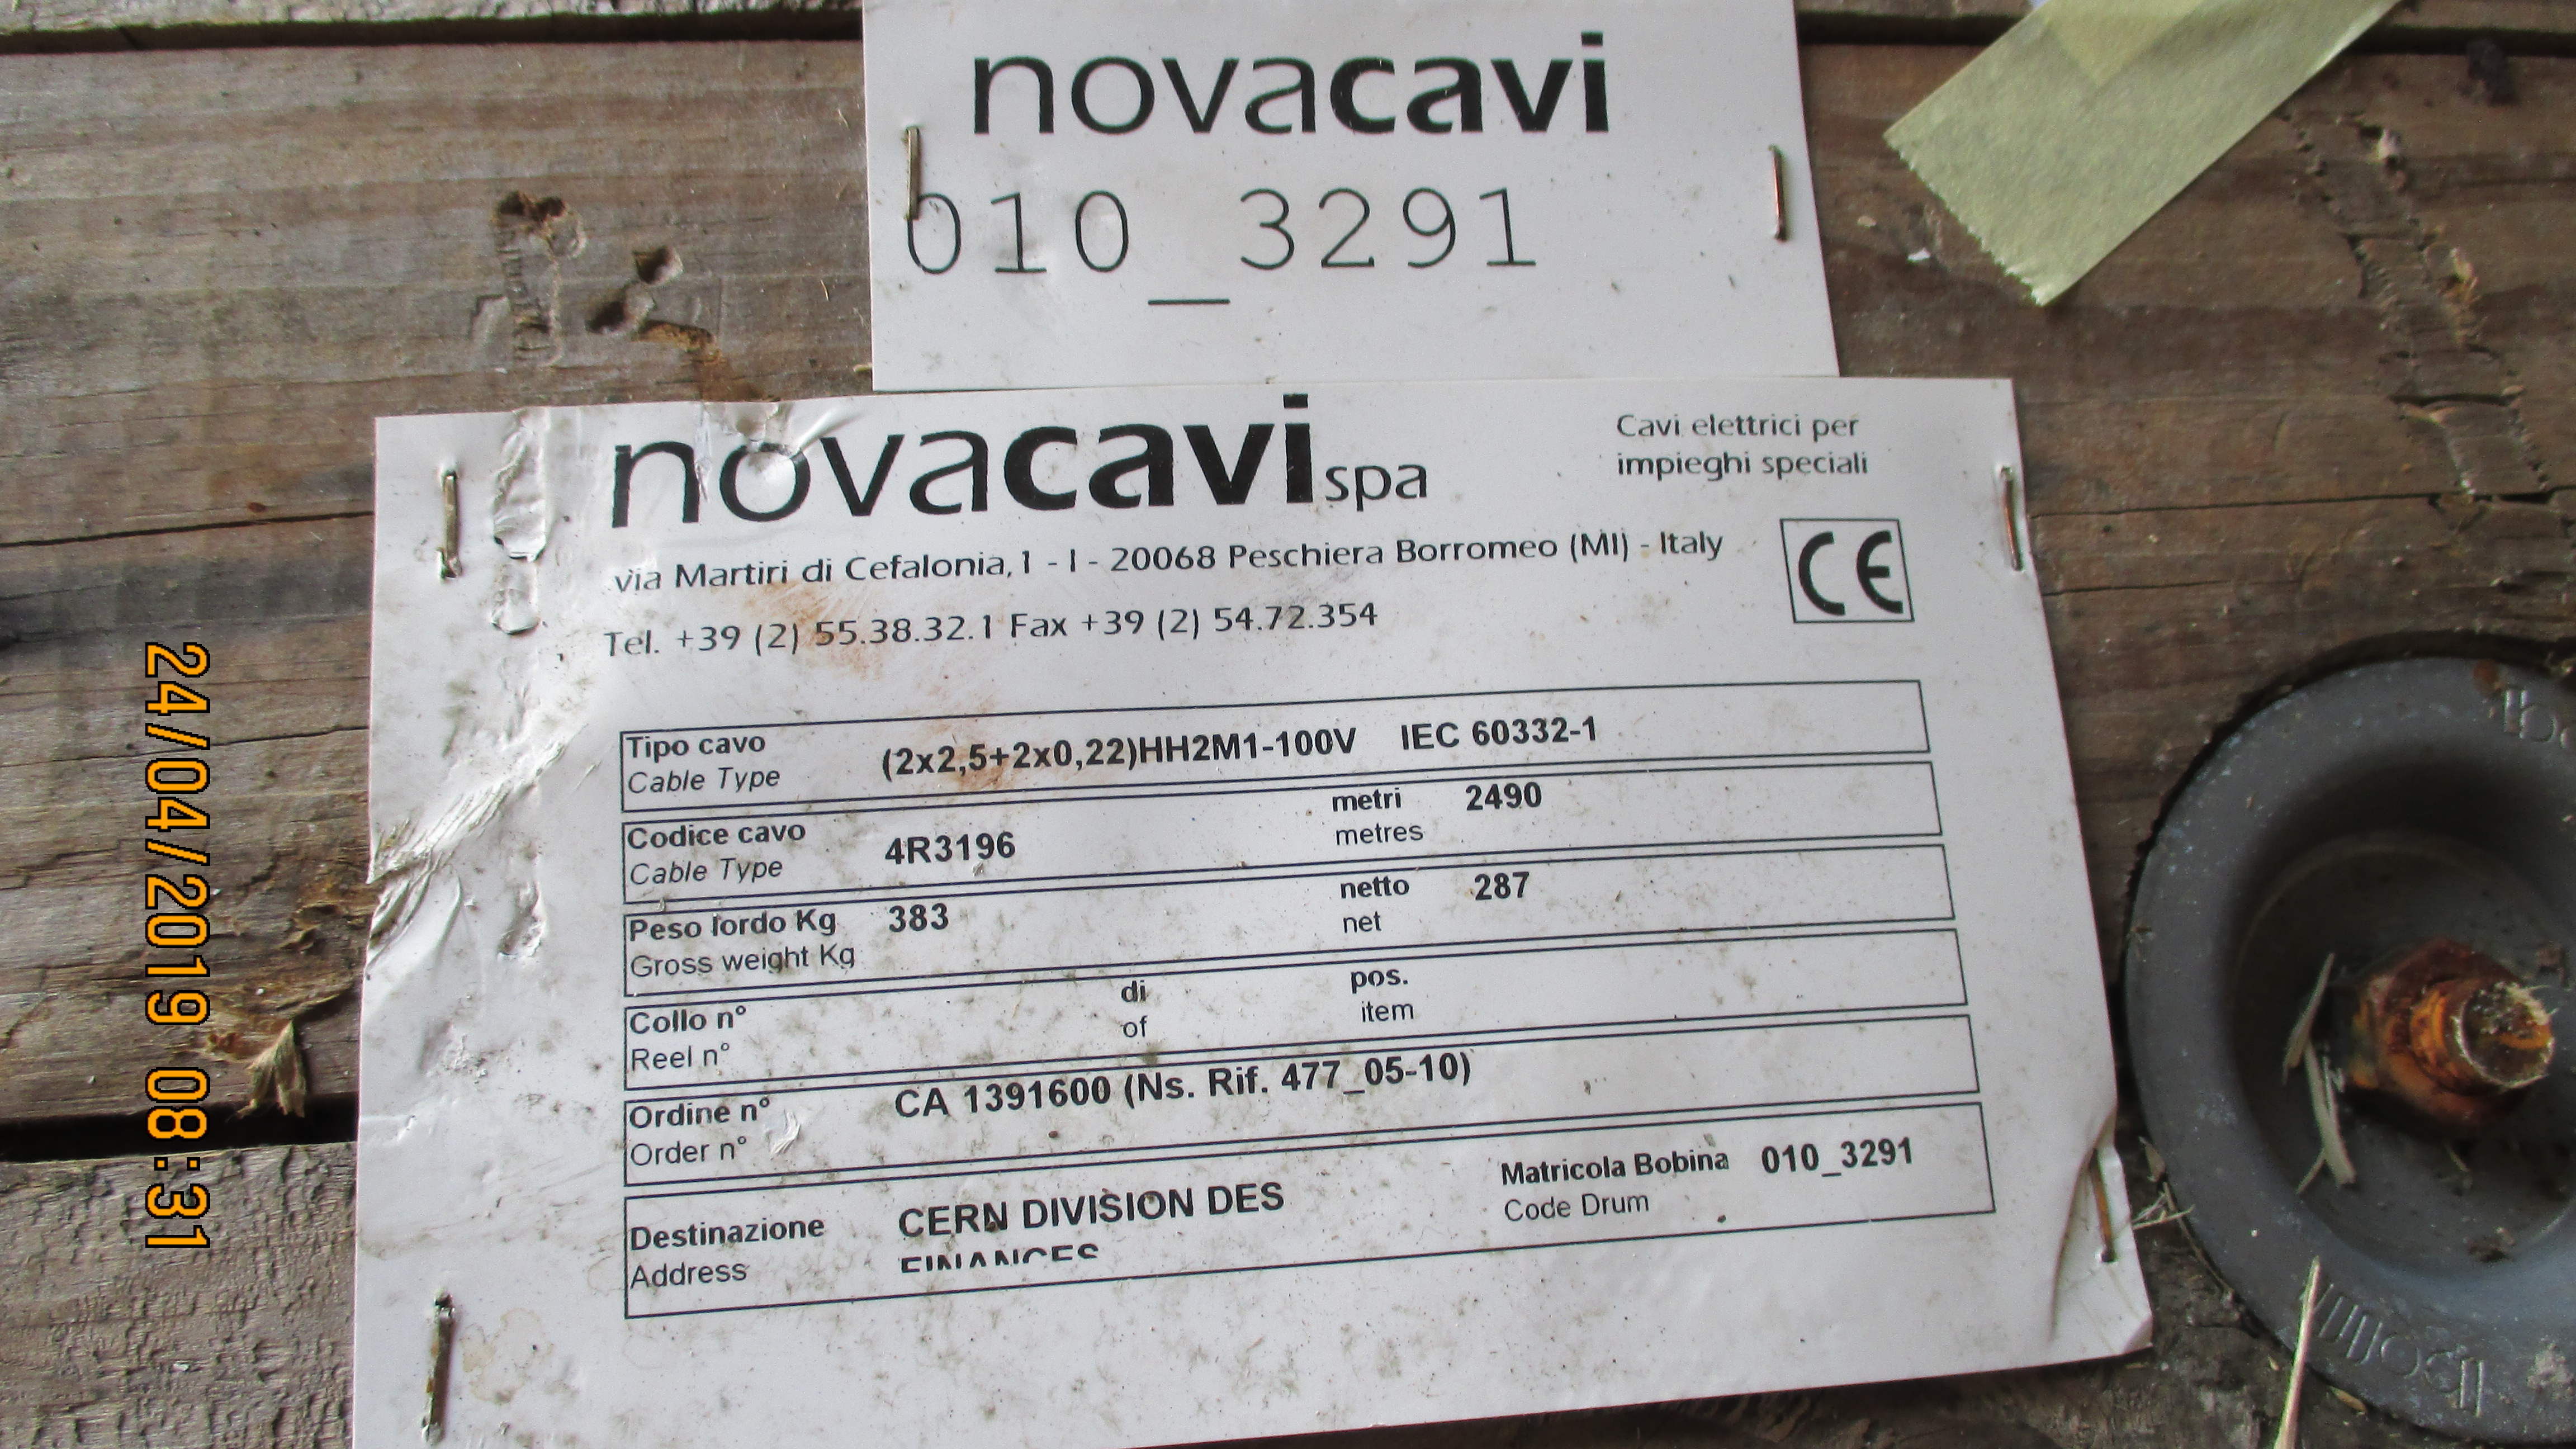 novacavi
010_3291
novacavi spa
Cavi elettrici per
impieghi speciali
via Martiri di Cefalonia, 1 - I - 20068 Peschiera Borromeo (MI) - Italy
CE
Tel. +39 (2) 55.38.32.1 Fax +39 (2) 54.72.354
Tipo cavo
Cable Type
(2x2,5+2x0,22)HH2M1-100V IEC 60332-1
Codice cavo
Cable Type
4R3196
metri
metres
2490
Peso lordo Kg
Gross weight Kg
383
netto
net
287
Collo n°
Reel n°
di
of
pos.
item
Ordine n°
Order n°
CA 1391600 (Ns. Rif. 477_05-10)
Destinazione
Address
CERN DIVISION DES
FINANCES
Matricola Bobina
Code Drum
010_3291
24/04/2019 08:31